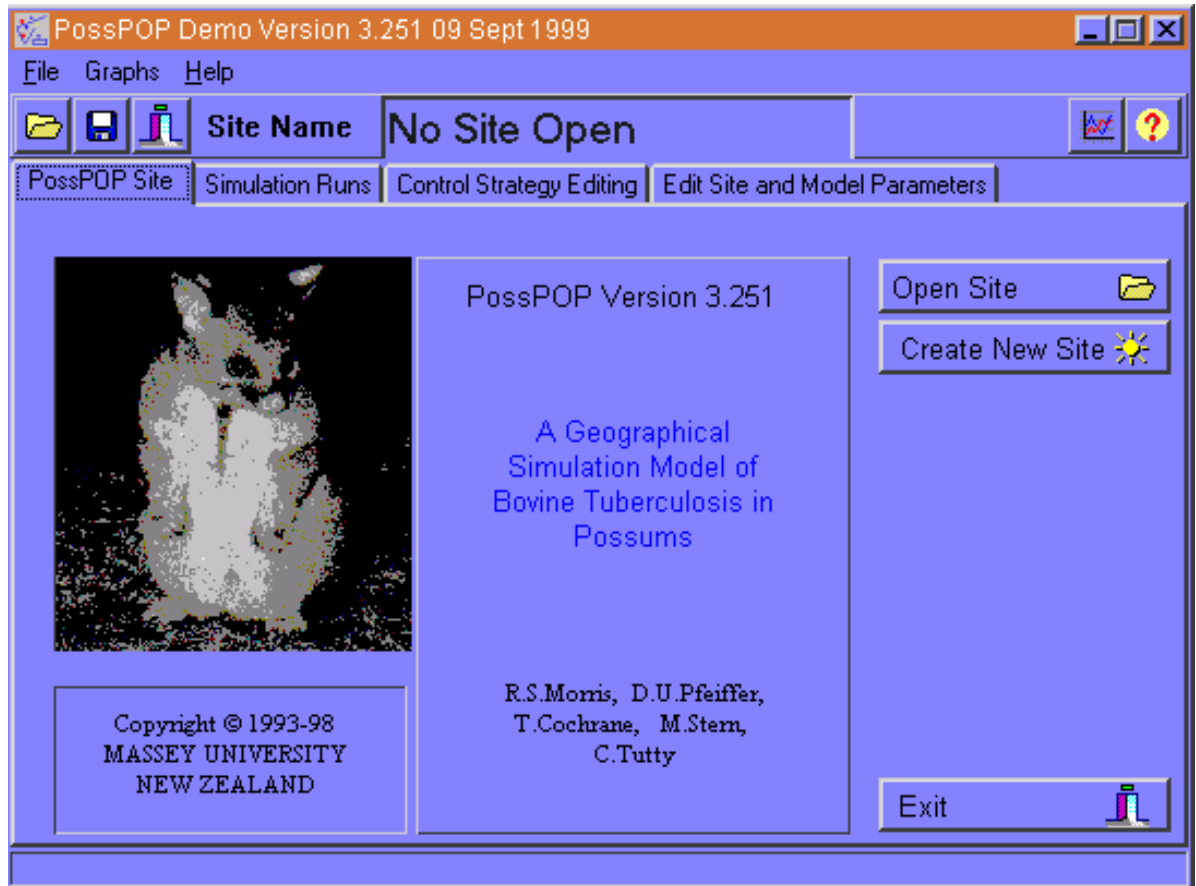 PossPOP Demo Version 3.251 09 Sept 1999
File Graphs Help
Site Name No Site Open
PossPOP Site Simulation Runs Control Strategy Editing Edit Site and Model Parameters
PossPOP Version 3.251
A Geographical
Simulation Model of
Bovine Tuberculosis in
Possums
R.S.Morris, D.U.Pfeiffer,
T.Cochrane, M.Stern,
C.Tutty
Copyright © 1993-98
MASSEY UNIVERSITY
NEW ZEALAND
Open Site
Create New Site
Exit